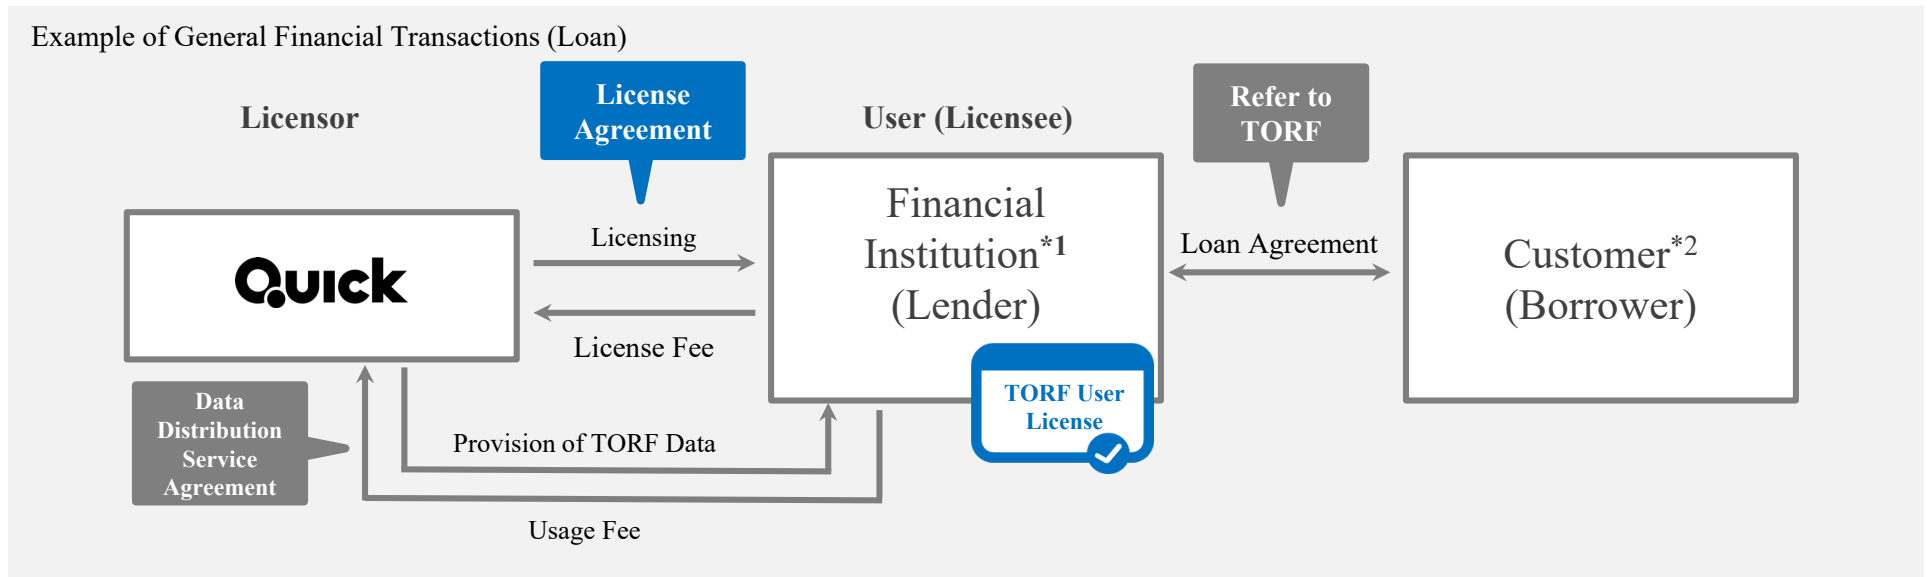 Example of General Financial Transactions (Loan)
Licensor
License
Agreement
User (Licensee)
Refer to
TORF
Quick
Licensing
License Fee
Financial
Institution*1
(Lender)
TORF User
License
Loan Agreement
Customer*2
(Borrower)
Data
Distribution
Service
Agreement
Provision of TORF Data
Usage Fee